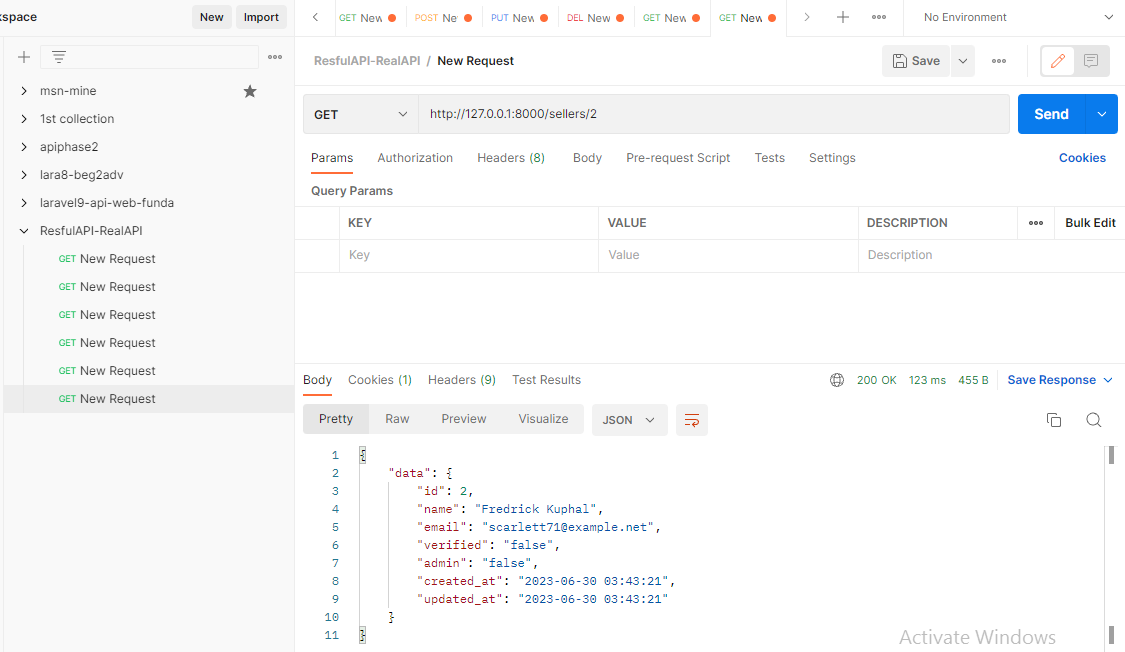 kspace
New
Import
GET New
POST Ne
PUT New
DEL New
GET New
GET New
No Environment
ResfulAPI-RealAPI / New Request
Save
msn-mine
1st collection
apiphase2
lara8-beg2adv
laravel9-api-web-funda
ResfulAPI-RealAPI
GET New Request
GET New Request
GET New Request
GET New Request
GET New Request
GET New Request
GET
http://127.0.0.1:8000/sellers/2
Send
Params Authorization Headers (8) Body Pre-request Script Tests Settings Cookies
Query Params
KEY VALUE DESCRIPTION Bulk Edit
Key Value Description
Body Cookies (1) Headers (9) Test Results 200 OK 123 ms 455 B Save Response
Pretty Raw Preview Visualize JSON
1 {
2 "data": {
3 "id": 2,
4 "name": "Fredrick Kuphal",
5 "email": "scarlett71@example.net",
6 "verified": "false",
7 "admin": "false",
8 "created_at": "2023-06-30 03:43:21",
9 "updated_at": "2023-06-30 03:43:21"
10 }
11 }
Activate Windows